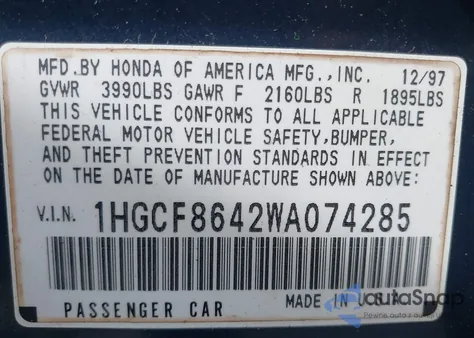 MFD.BY HONDA OF AMERICA MFG.,INC. 12/97
GVWR 3990LBS GAWR F 2160LBS R 1895LBS
THIS VEHICLE CONFORMS TO ALL APPLICABLE
FEDERAL MOTOR VEHICLE SAFETY,BUMPER,
AND THEFT PREVENTION STANDARDS IN EFFECT
ON THE DATE OF MANUFACTURE SHOWN ABOVE:
V.I.N. 1HGCF8642WA074285
PASSENGER CAR MADE IN U.S.A.
autaSnap